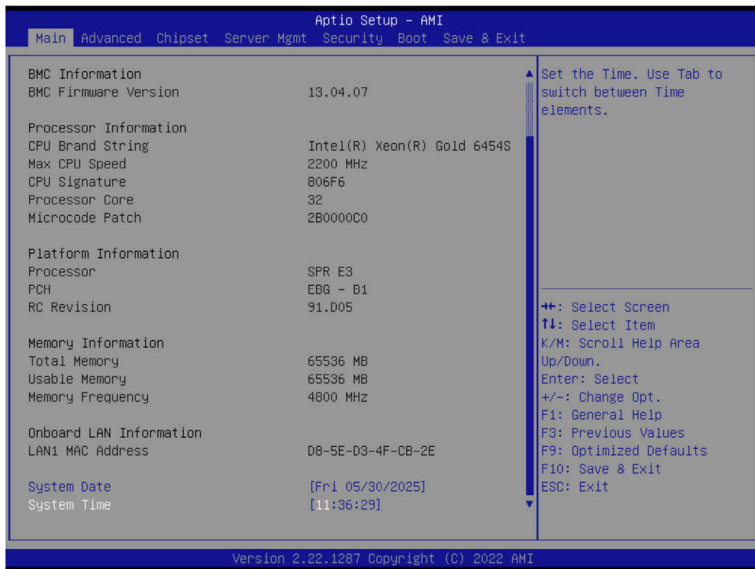 Aptio Setup - AMI
Main Advanced Chipset Server Mgmt Security Boot Save & Exit
BMC Information
BMC Firmware Version 13.04.07
Processor Information
CPU Brand String Intel(R) Xeon(R) Gold 6454S
Max CPU Speed 2200 MHz
CPU Signature 806F6
Processor Core 32
Microcode Patch 2B0000C0
Platform Information
Processor SPR E3
PCH EBG - B1
RC Revision 91.D05
Memory Information
Total Memory 65536 MB
Usable Memory 65536 MB
Memory Frequency 4800 MHz
Onboard LAN Information
LAN1 MAC Address D8-5E-D3-4F-CB-2E
System Date [Fri 05/30/2025]
System Time [11:36:29]
Set the Time. Use Tab to
switch between Time
elements.
→←: Select Screen
↑↓: Select Item
K/M: Scroll Help Area
Up/Down.
Enter: Select
+/-: Change Opt.
F1: General Help
F3: Previous Values
F9: Optimized Defaults
F10: Save & Exit
ESC: Exit
Version 2.22.1287 Copyright (C) 2022 AMI